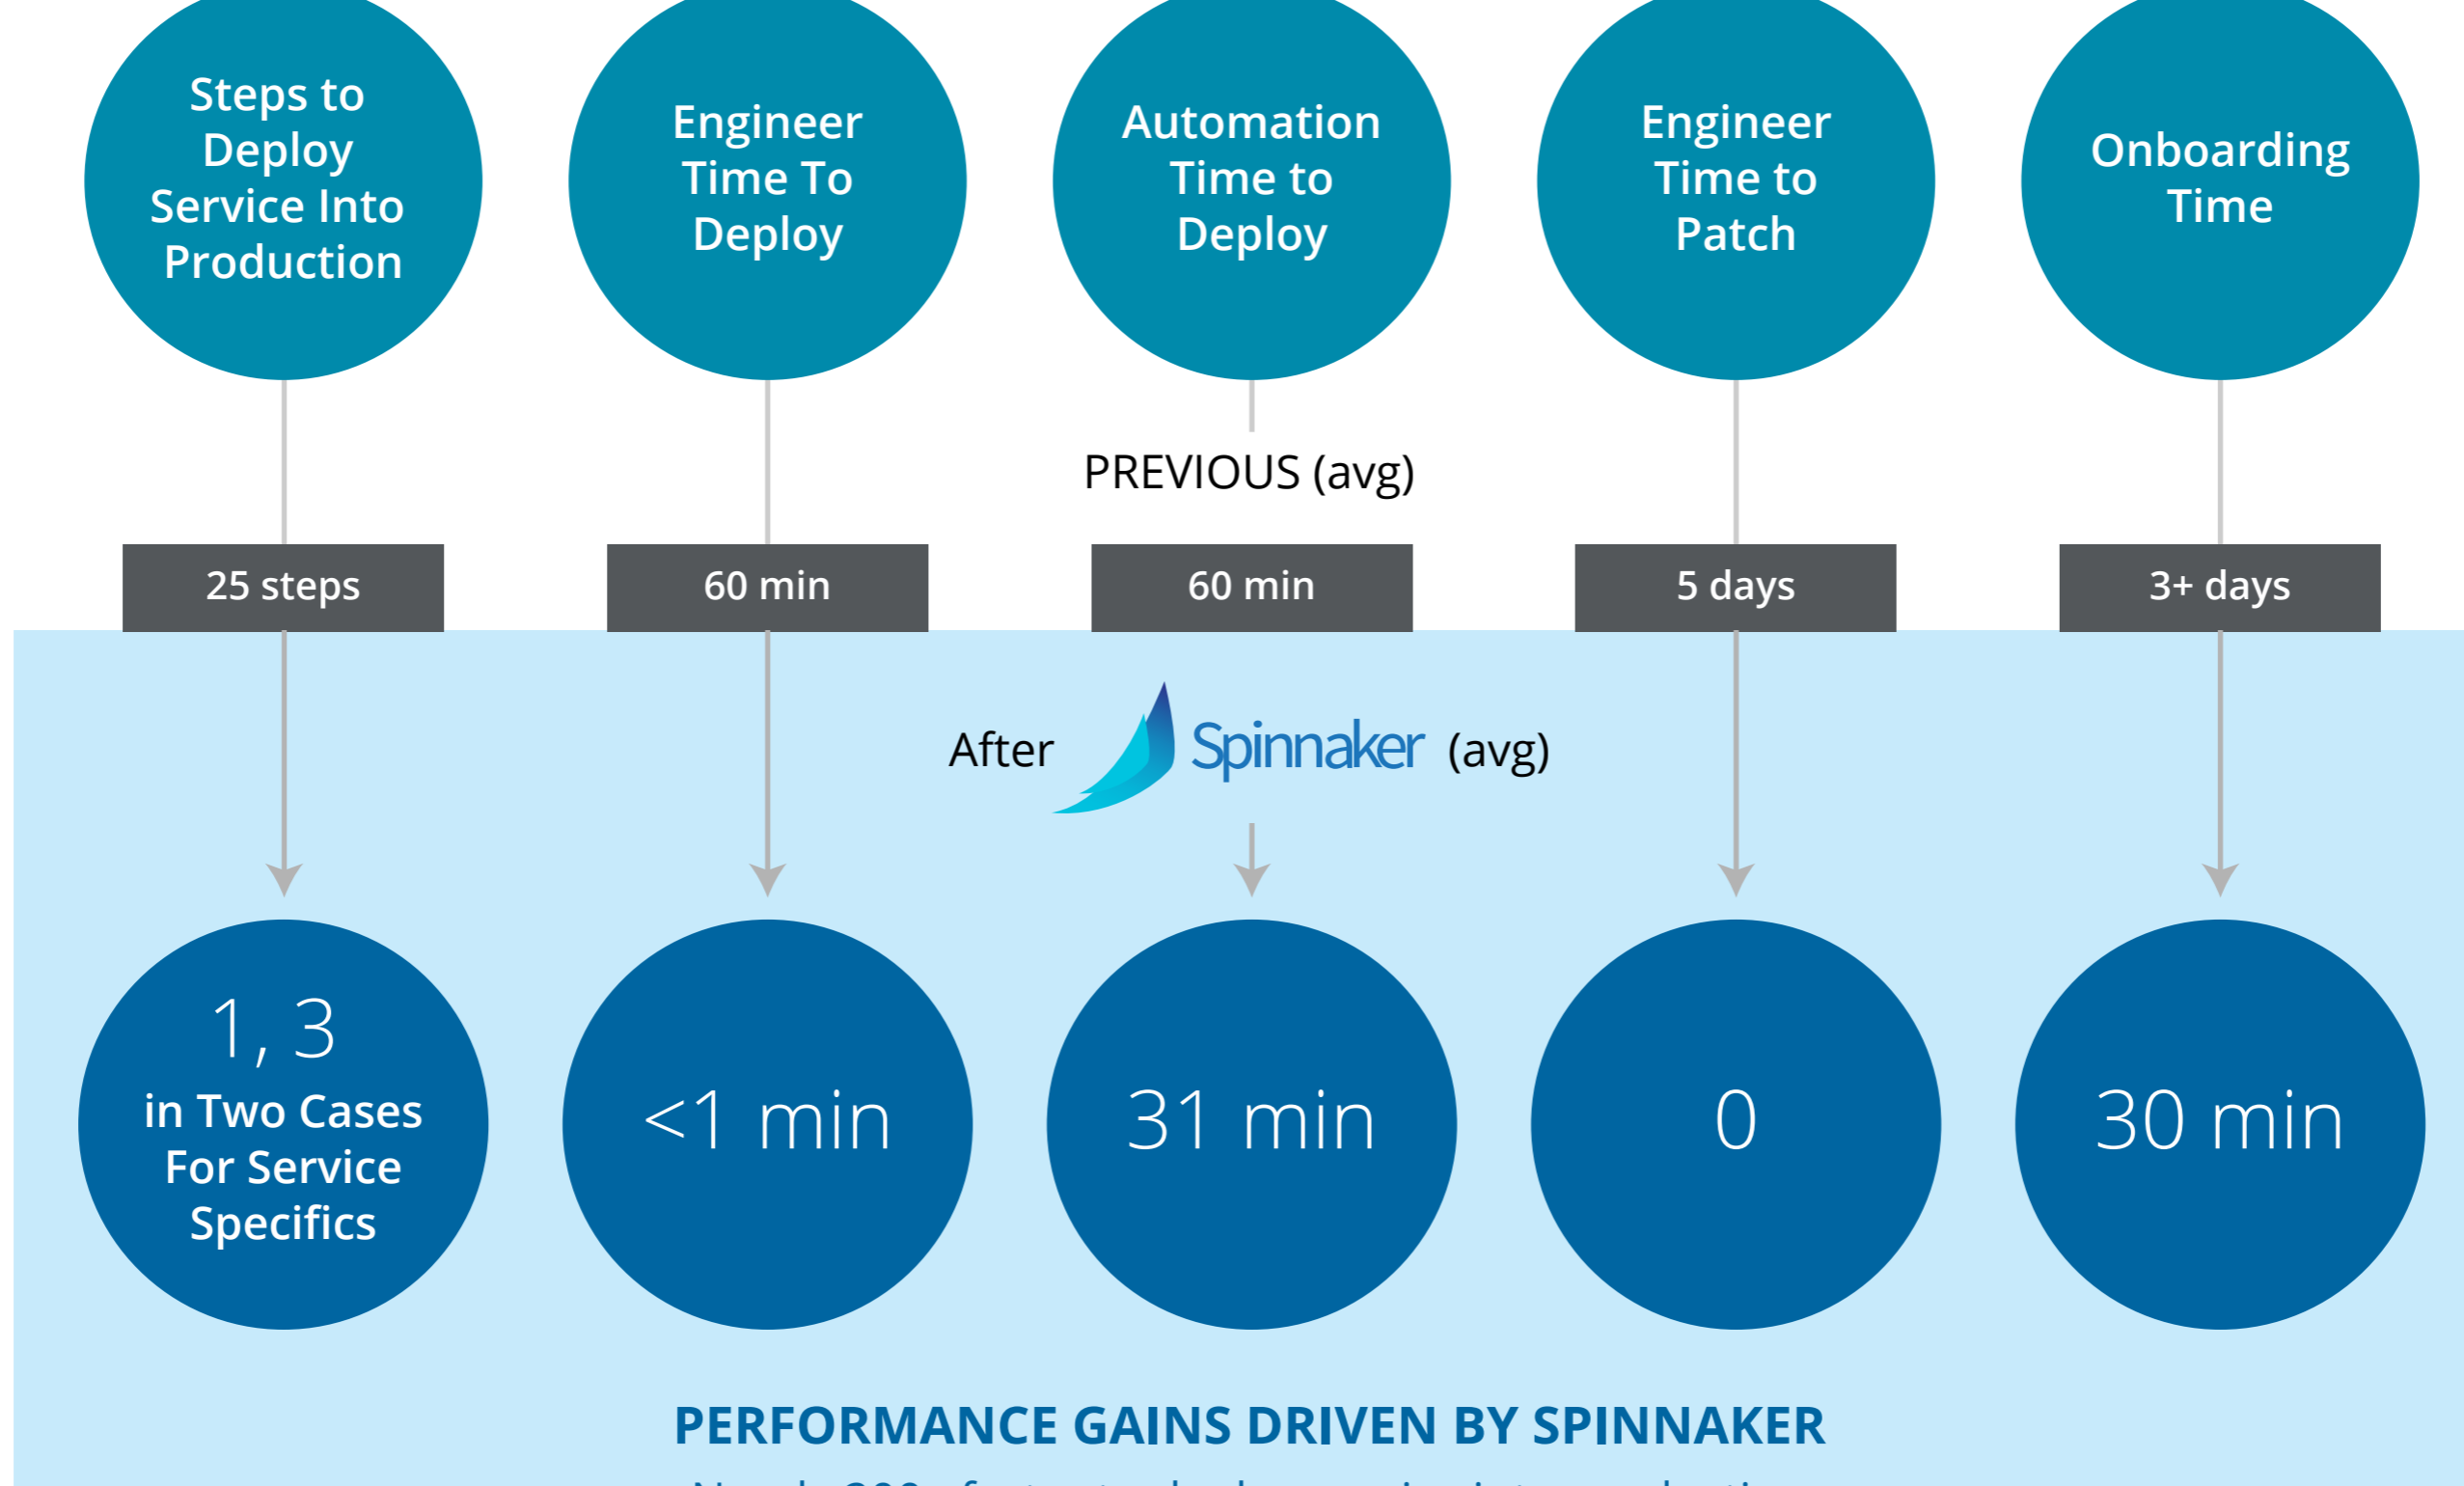 Steps to
Deploy
Service Into
Production
Engineer
Time To
Deploy
Automation
Time to
Deploy
Engineer
Time to
Patch
Onboarding
Time
PREVIOUS (avg)
25 steps
60 min
60 min
5 days
3+ days
After Spinnaker (avg)
1, 3
in Two Cases
For Service
Specifics
<1 min
31 min
0
30 min
PERFORMANCE GAINS DRIVEN BY SPINNAKER